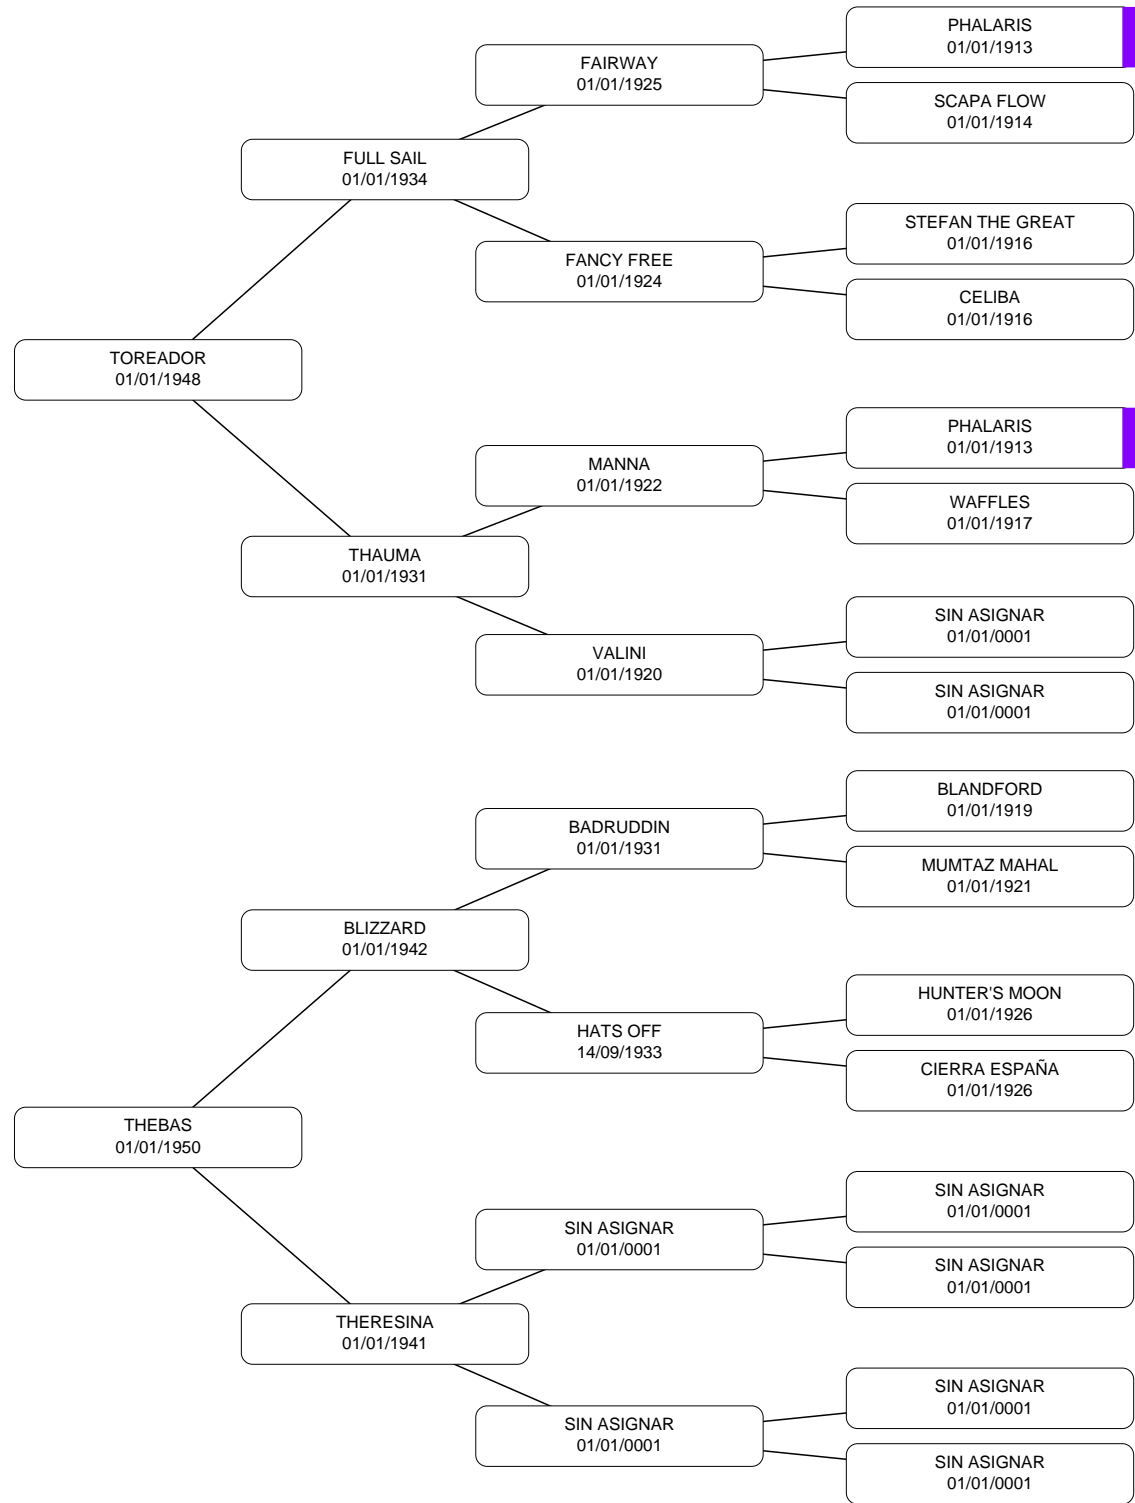 PHALARIS
01/01/1913
FAIRWAY
01/01/1925
SCAPA FLOW
01/01/1914
FULL SAIL
01/01/1934
STEFAN THE GREAT
01/01/1916
FANCY FREE
01/01/1924
CELIBA
01/01/1916
TOREADOR
01/01/1948
PHALARIS
01/01/1913
MANNA
01/01/1922
WAFFLES
01/01/1917
THAUMA
01/01/1931
SIN ASIGNAR
01/01/0001
VALINI
01/01/1920
SIN ASIGNAR
01/01/0001
BLANDFORD
01/01/1919
BADRUDDIN
01/01/1931
MUMTAZ MAHAL
01/01/1921
BLIZZARD
01/01/1942
HUNTER'S MOON
01/01/1926
HATS OFF
14/09/1933
CIERRA ESPAÑA
01/01/1926
THEBAS
01/01/1950
SIN ASIGNAR
01/01/0001
SIN ASIGNAR
01/01/0001
SIN ASIGNAR
01/01/0001
THERESINA
01/01/1941
SIN ASIGNAR
01/01/0001
SIN ASIGNAR
01/01/0001
SIN ASIGNAR
01/01/0001